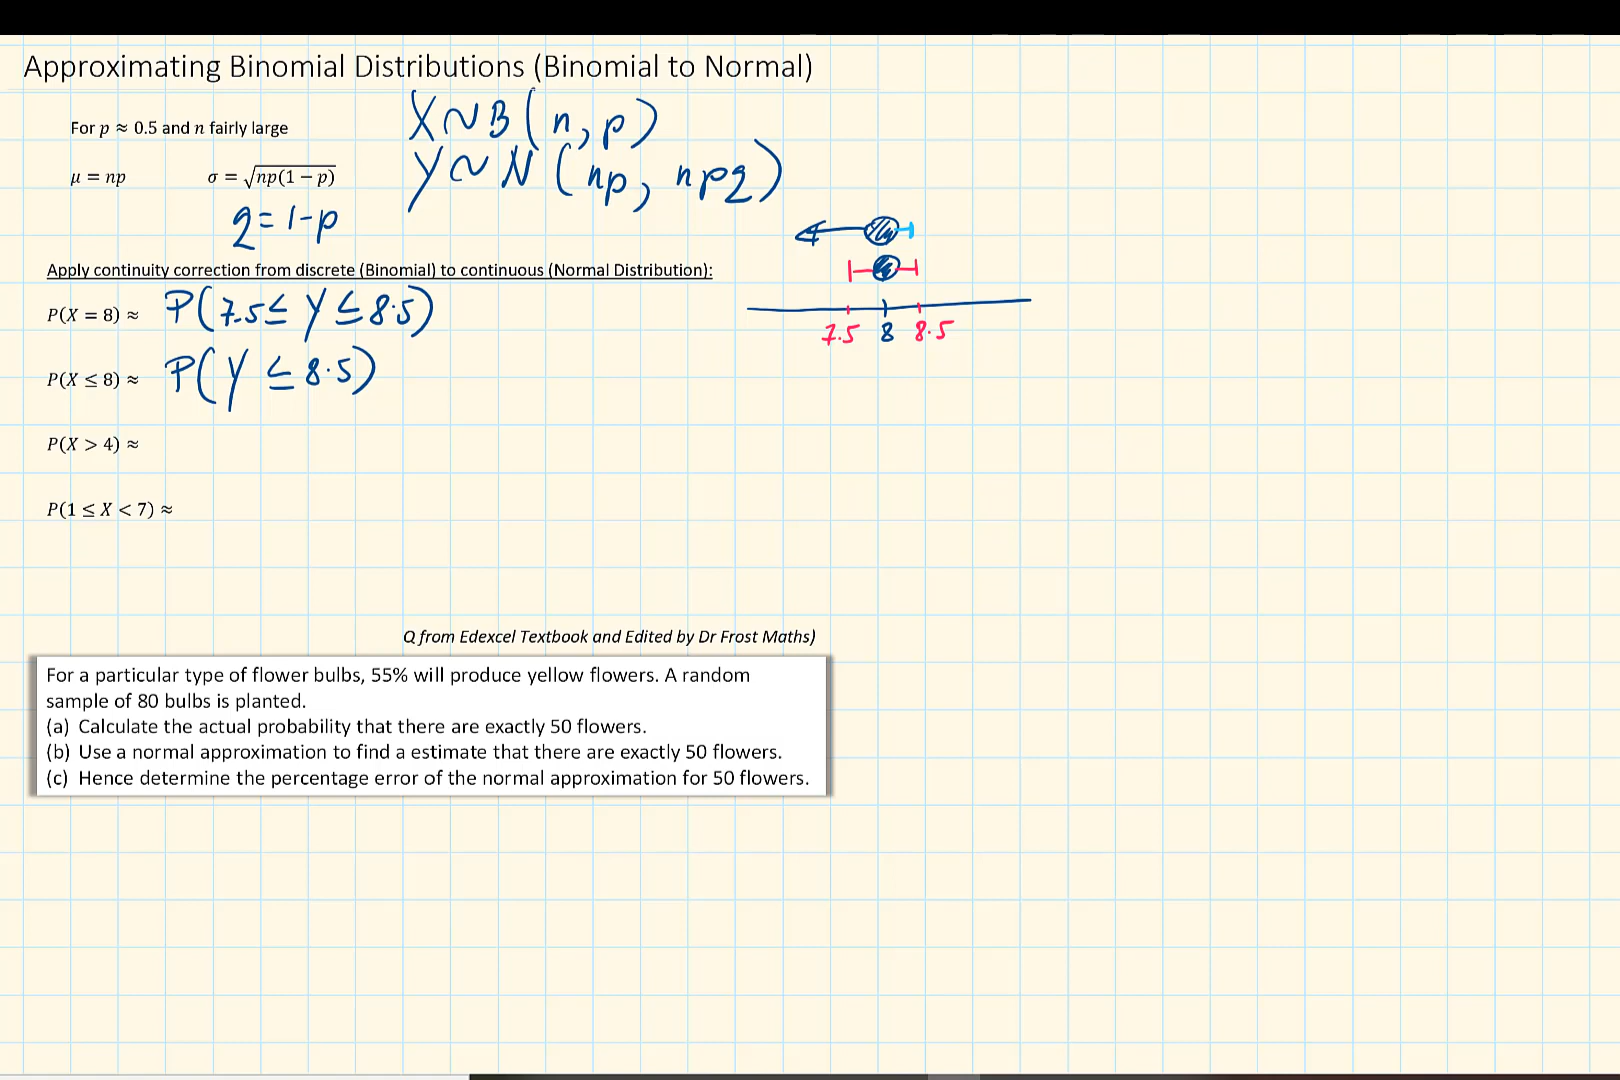 Approximating Binomial Distributions (Binomial to Normal)
For p ≈ 0.5 and n fairly large
X ~ B(n, p)
μ = np σ = √np(1 − p)
Y ~ N(np, npq)
q = 1 - p
Apply continuity correction from discrete (Binomial) to continuous (Normal Distribution):
P(X = 8) ≈ P(7.5 ≤ Y ≤ 8.5)
7.5 8 8.5
P(X ≤ 8) ≈ P(Y ≤ 8.5)
P(X > 4) ≈
P(1 ≤ X < 7) ≈
Q from Edexcel Textbook and Edited by Dr Frost Maths)
For a particular type of flower bulbs, 55% will produce yellow flowers. A random
sample of 80 bulbs is planted.
(a) Calculate the actual probability that there are exactly 50 flowers.
(b) Use a normal approximation to find a estimate that there are exactly 50 flowers.
(c) Hence determine the percentage error of the normal approximation for 50 flowers.